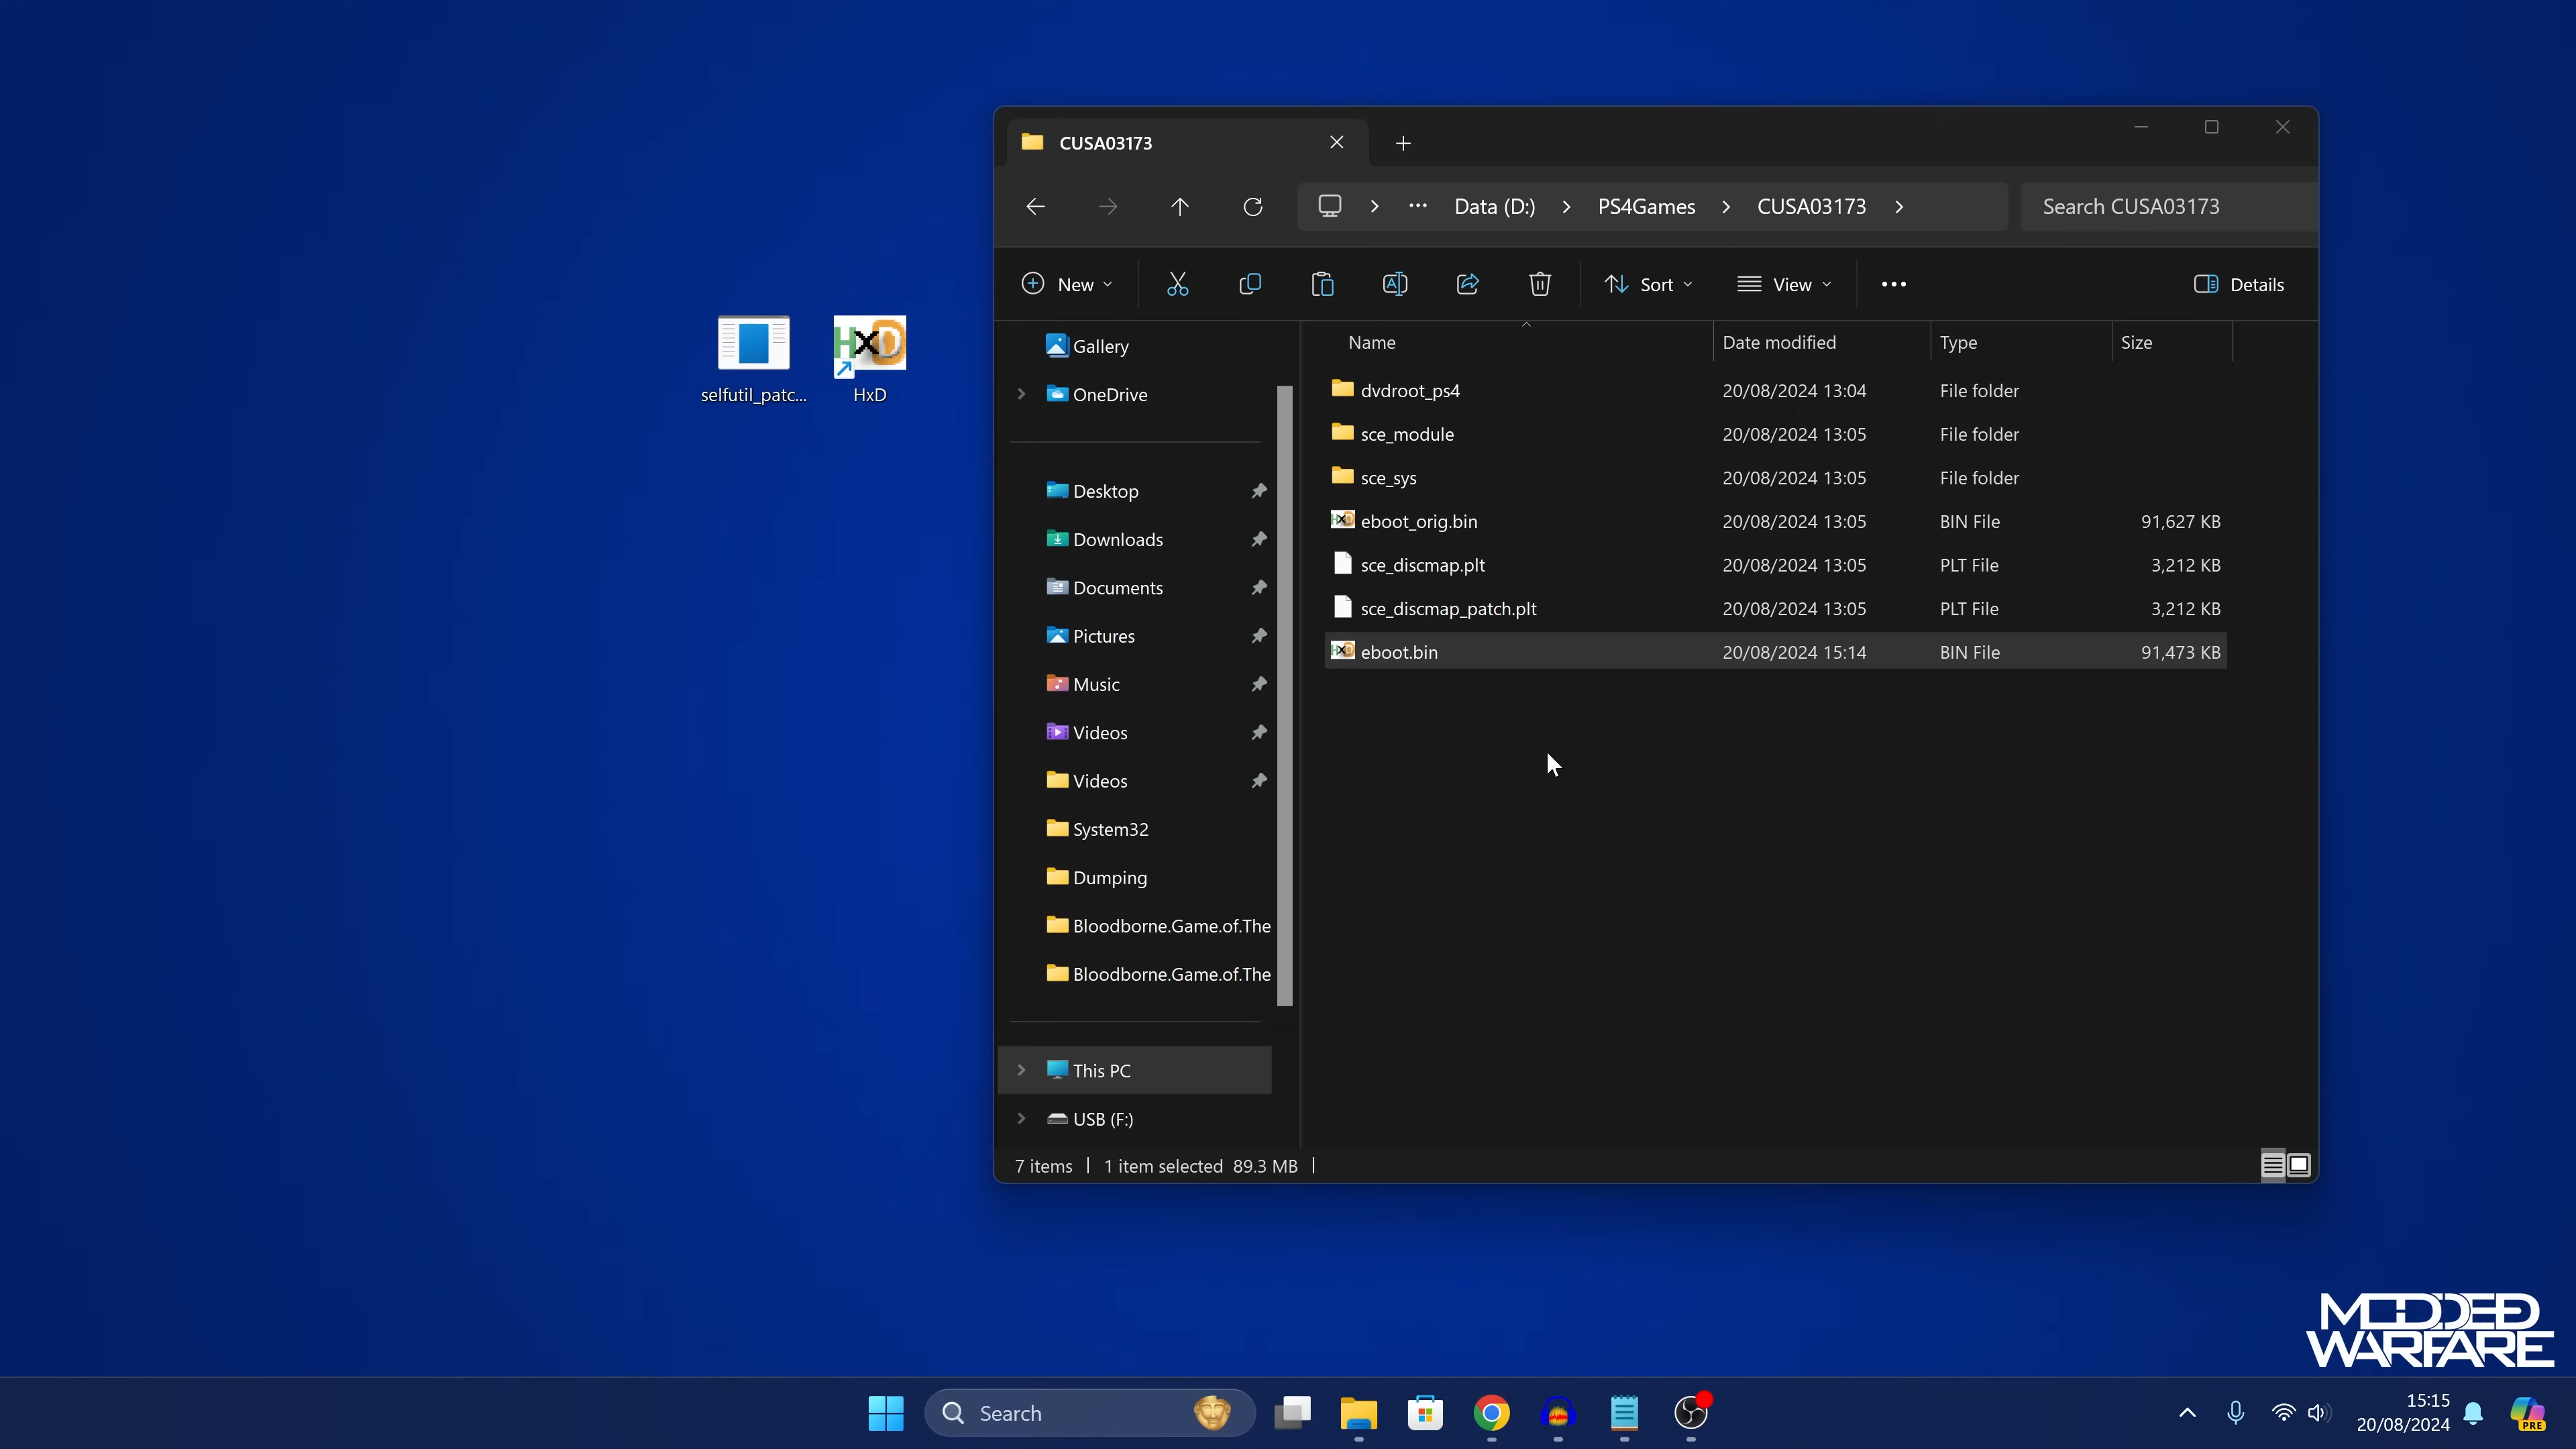 CUSA03173
Data (D:) PS4Games CUSA03173
Search CUSA03173
New
Sort
View
Details
selfutil_patc...
HxD
Gallery
OneDrive
Desktop
Downloads
Documents
Pictures
Music
Videos
Videos
System32
Dumping
Bloodborne.Game.of.The
Bloodborne.Game.of.The
This PC
USB (F:)
Name Date modified Type Size
dvdroot_ps4 20/08/2024 13:04 File folder
sce_module 20/08/2024 13:05 File folder
sce_sys 20/08/2024 13:05 File folder
eboot_orig.bin 20/08/2024 13:05 BIN File 91,627 KB
sce_discmap.plt 20/08/2024 13:05 PLT File 3,212 KB
sce_discmap_patch.plt 20/08/2024 13:05 PLT File 3,212 KB
eboot.bin 20/08/2024 15:14 BIN File 91,473 KB
7 items 1 item selected 89.3 MB
MODDED
WARFARE
Search
15:15
20/08/2024
PRE